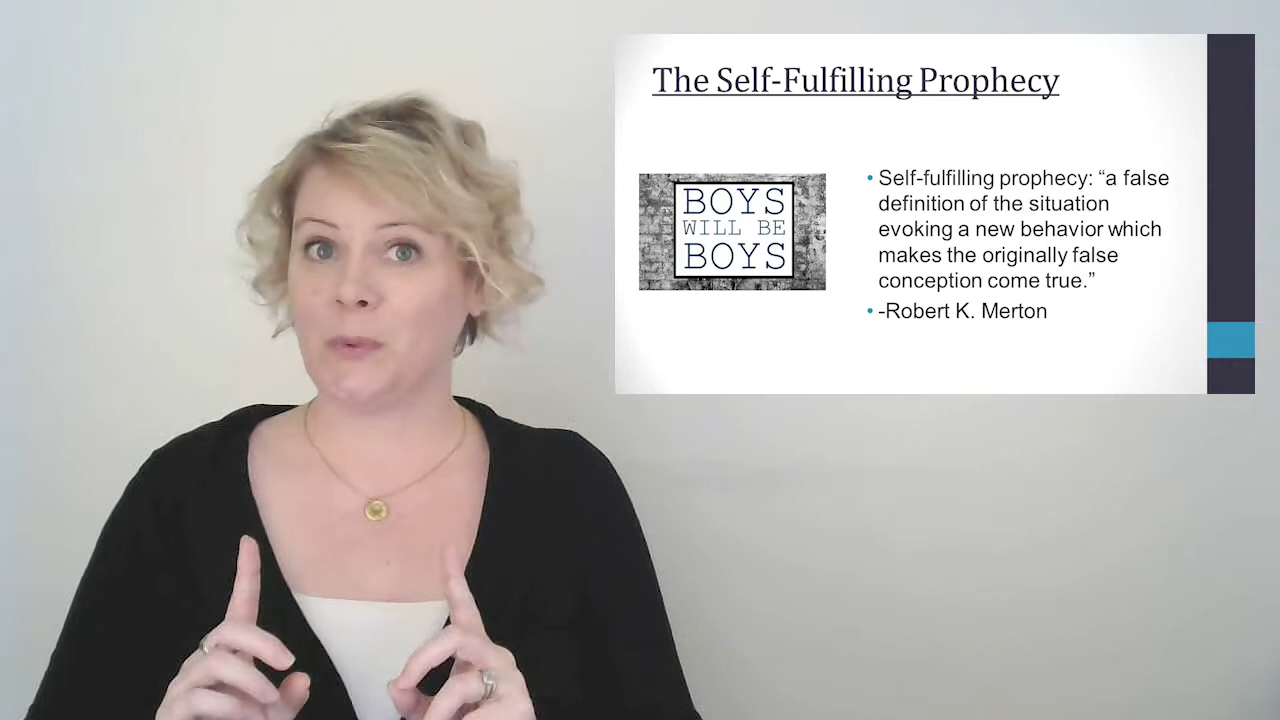 The Self-Fulfilling Prophecy
BOYS
WILL BE
BOYS
• Self-fulfilling prophecy: “a false
definition of the situation
evoking a new behavior which
makes the originally false
conception come true.”
• -Robert K. Merton